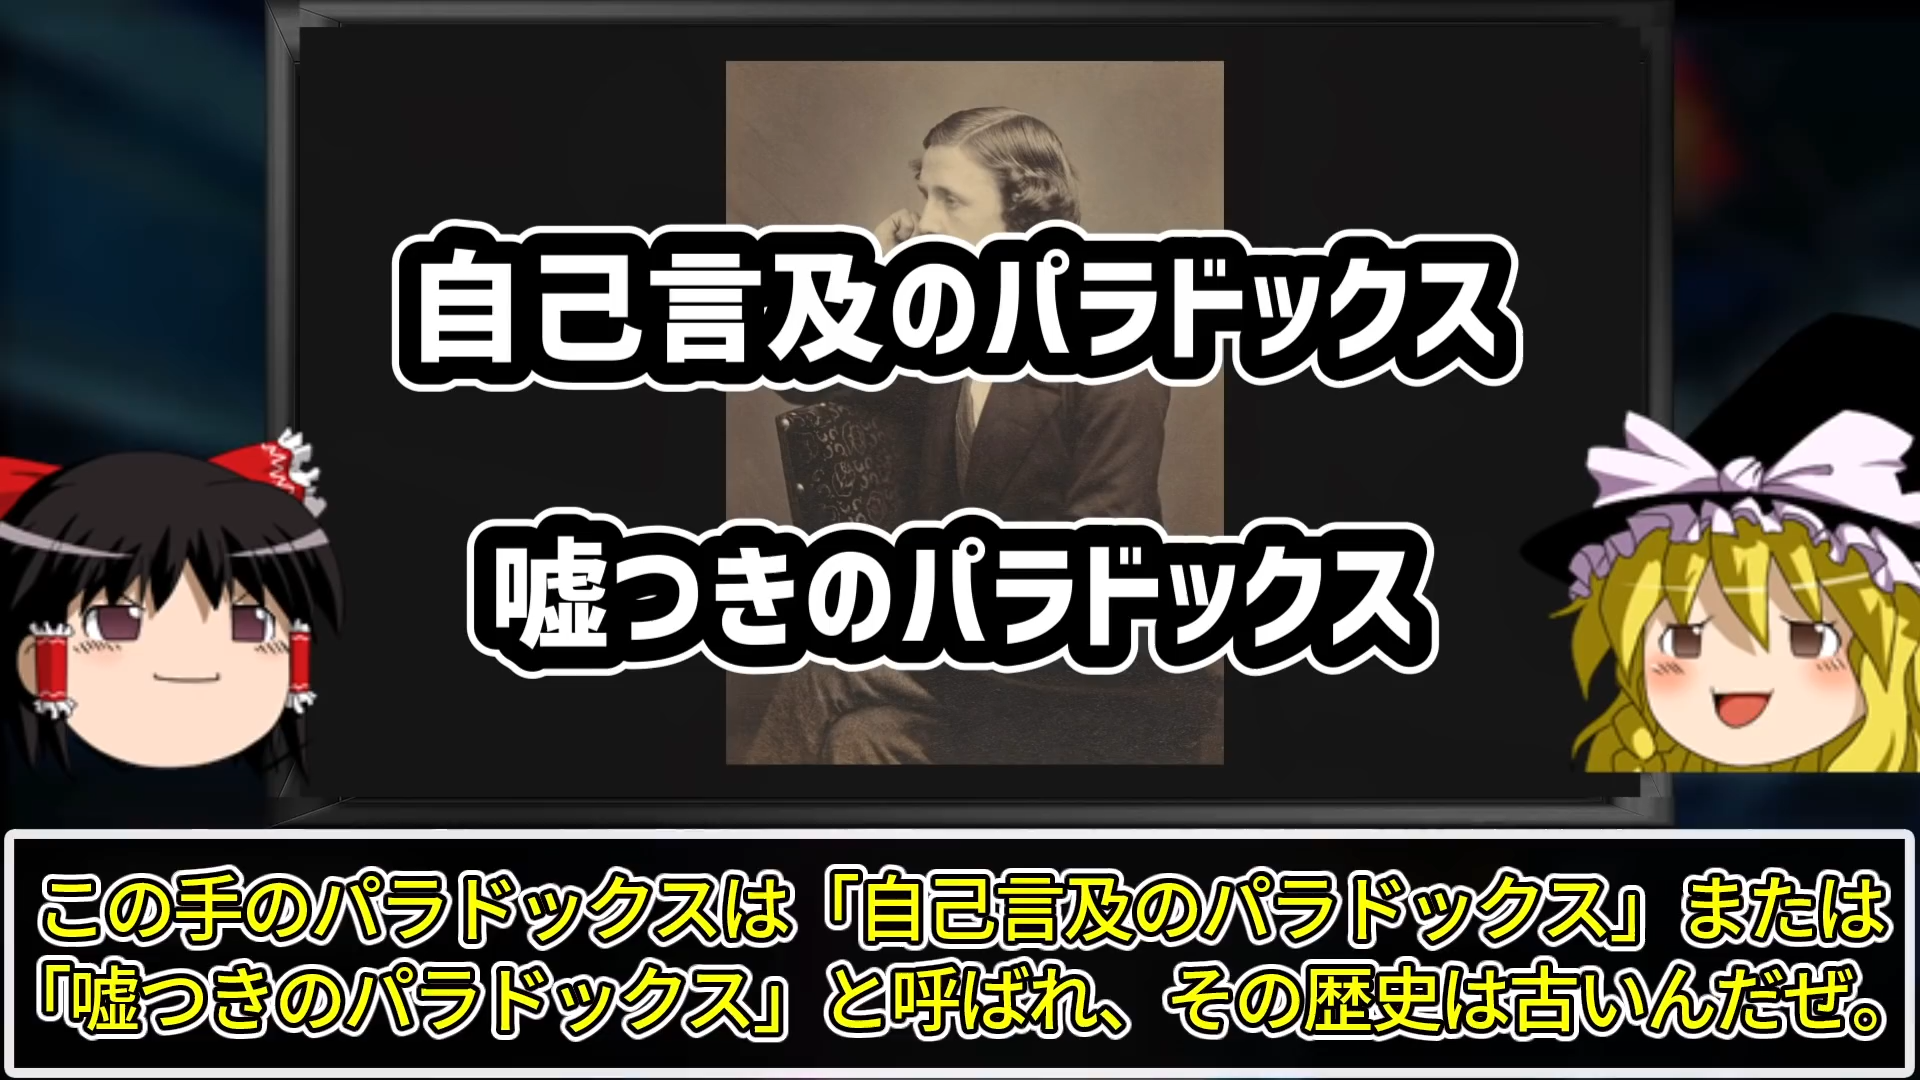 自己言及のパラドックス
嘘つきのパラドックス
この手のパラドックスは「自己言及のパラドックス」または
「嘘つきのパラドックス」と呼ばれ、その歴史は古いんだぜ。